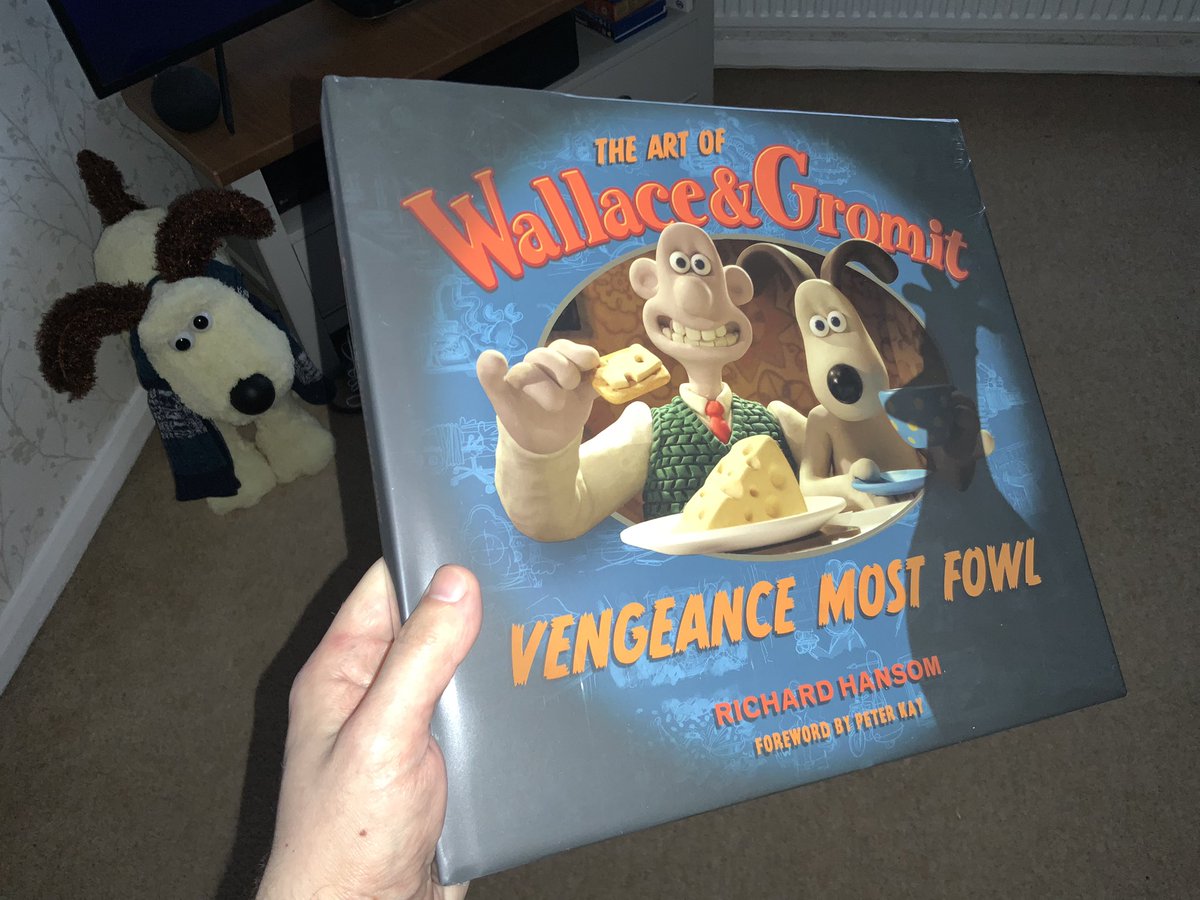 THE ART OF
Wallace & Gromit
VENGEANCE MOST FOWL
RICHARD HANSOM
FOREWORD BY PETER KAY